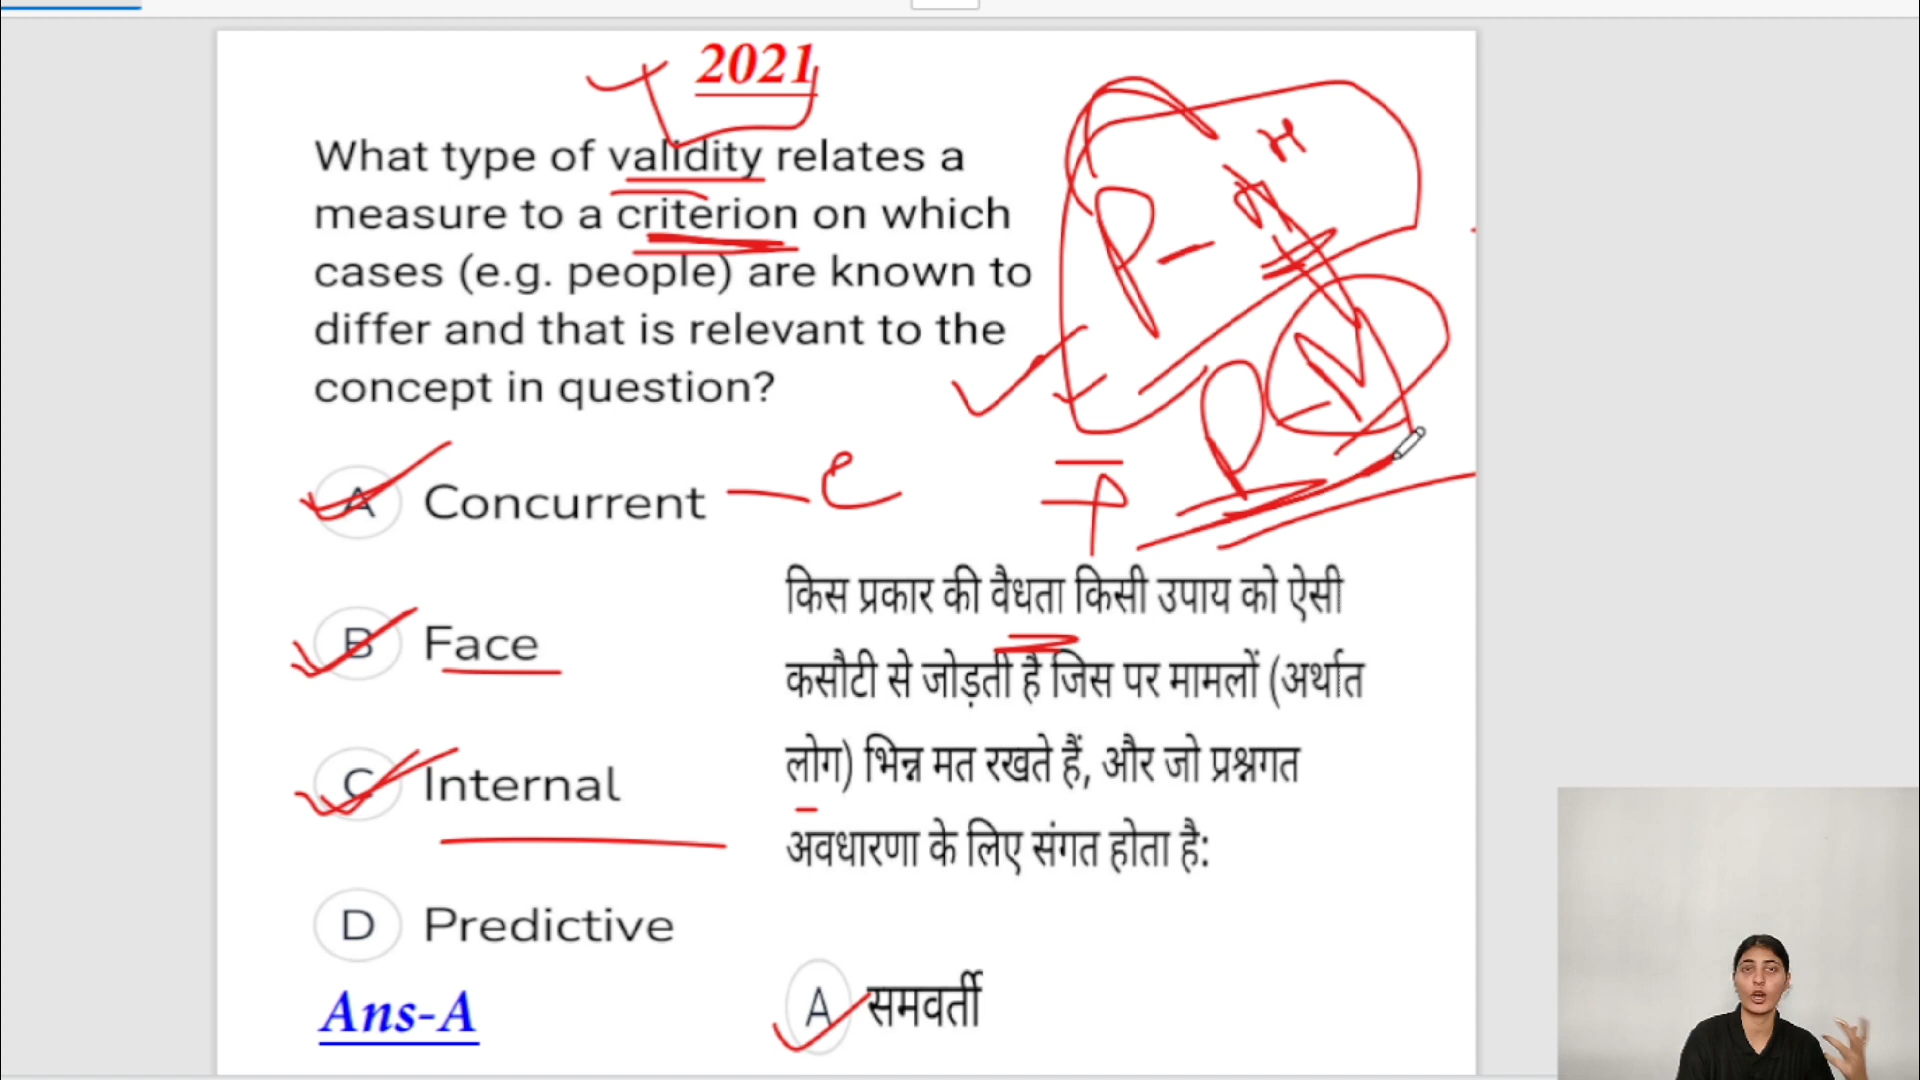 2021
What type of validity relates a
measure to a criterion on which
cases (e.g. people) are known to
differ and that is relevant to the
concept in question?
A Concurrent
B Face
C Internal
D Predictive
Ans-A
किस प्रकार की वैधता किसी उपाय को ऐसी
कसौटी से जोड़ती है जिस पर मामलों (अर्थात
लोग) भिन्न मत रखते हैं, और जो प्रश्नगत
अवधारणा के लिए संगत होता है:
A समवर्ती